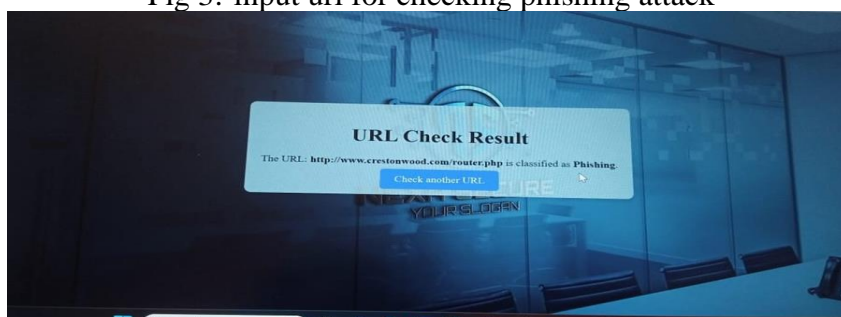 Fig 3: Input url for checking phishing attack
URL Check Result
The URL: http://www.crestonwood.com/router.php is classified as Phishing.
Check another URL
YOUR SLOGEN